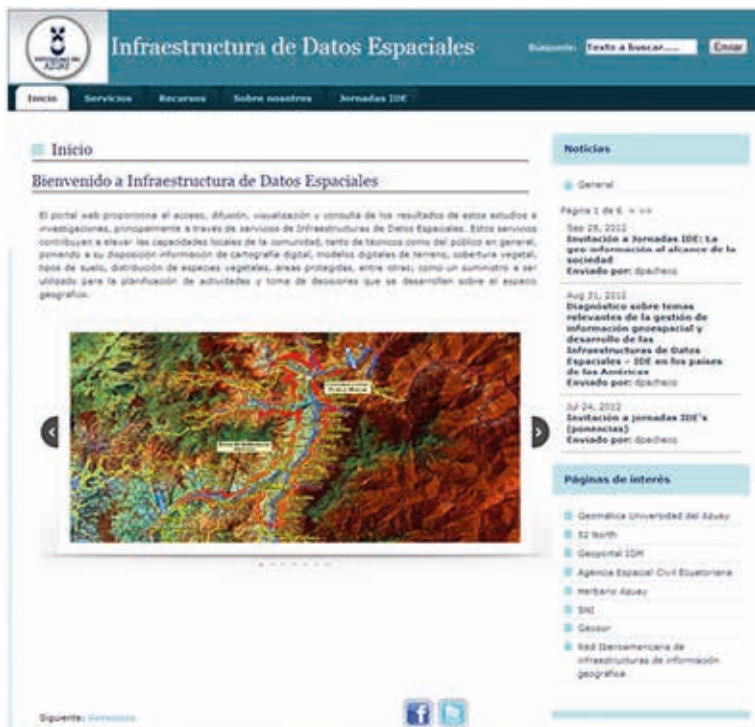 UNIVERSIDAD DEL
AZUAY
Infraestructura de Datos Espaciales
Búsqueda:
Texto a buscar.....
Enviar
Inicio
Servicios
Recursos
Sobre nosotros
Jornadas IDE
Inicio
Bienvenido a Infraestructura de Datos Espaciales
El portal web proporciona el acceso, difusión, visualización y consulta de los resultados de estos estudios e
investigaciones, principalmente a través de servicios de Infraestructuras de Datos Espaciales. Estos servicios
contribuyen a elevar las capacidades locales de la comunidad, tanto de técnicos como del público en general,
poniendo a su disposición información de cartografía digital, modelos digitales de terreno, cobertura vegetal,
tipos de suelo, distribución de especies vegetales, áreas protegidas, entre otras; como un suministro a ser
utilizado para la planificación de actividades y toma de decisiones que se desarrollen sobre el espacio
geográfico.
Siguiente:
Noticias
General
Página 1 de 6 > >>
Sep 28, 2012
Invitación a Jornadas IDE: La
geo información al alcance de la
sociedad
Enviado por: dpacheco
Aug 31, 2012
Diagnóstico sobre temas
relevantes de la gestión de
información geoespacial y
desarrollo de las
Infraestructuras de Datos
Espaciales - IDE en los países
de las Américas
Enviado por: dpacheco
Jul 24, 2012
Invitación a jornadas IDE's
(ponencias)
Enviado por: dpacheco
Páginas de interés
Geomática Universidad del Azuay
52 North
Geoportal IGM
Agencia Espacial Civil Ecuatoriana
Herbario Azuay
SNI
Geosur
Red Iberoamericana de
infraestructuras de información
geográfica